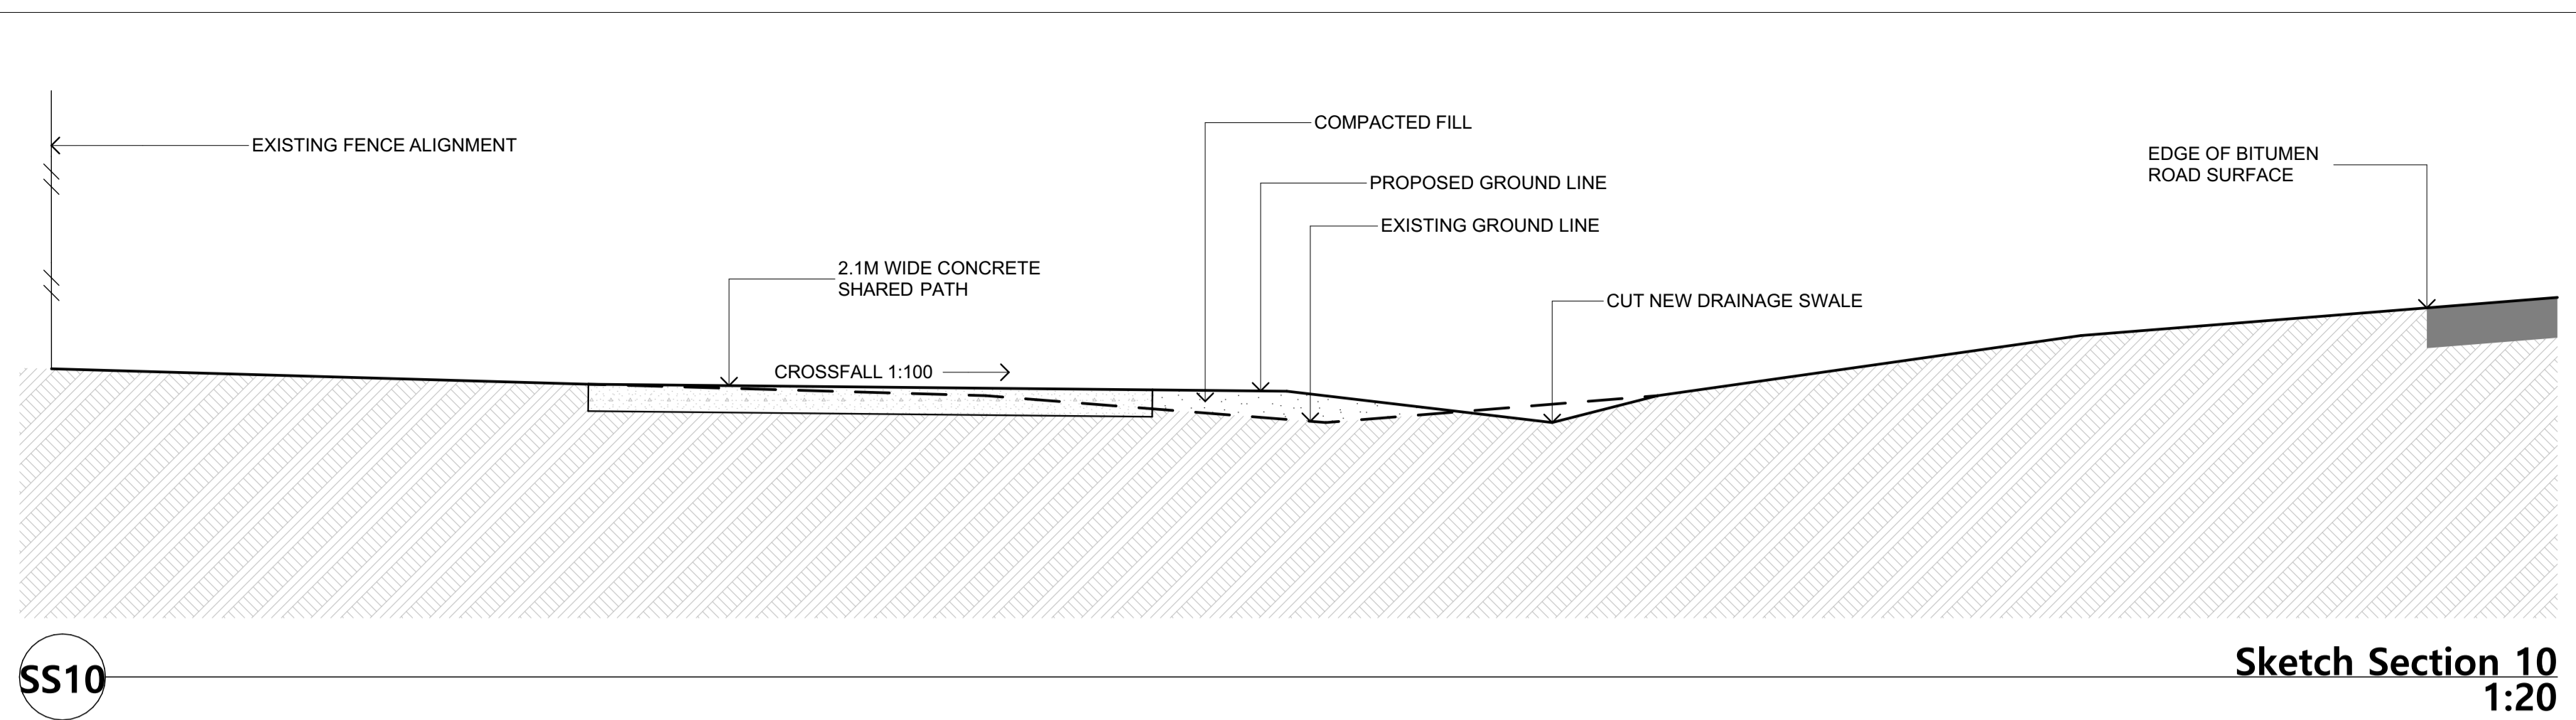 COMPACTED FILL
EXISTING FENCE ALIGNMENT
EDGE OF BITUMEN
ROAD SURFACE
PROPOSED GROUND LINE
EXISTING GROUND LINE
2.1M WIDE CONCRETE
SHARED PATH
CUT NEW DRAINAGE SWALE
CROSSFALL 1:100
SS10
Sketch Section 10
1:20